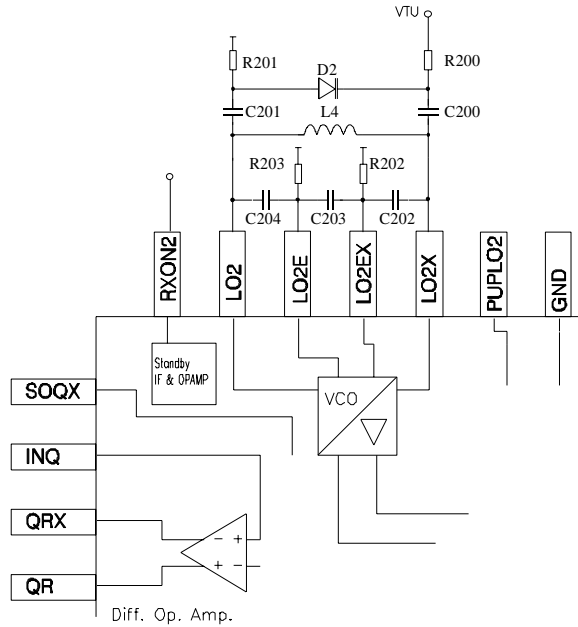 VTU
R201
R200
D2
C201
C200
L4
R203
R202
C204
C203
C202
RXON2
LO2
LO2E
LO2EX
LO2X
PUPLO2
GND
Standby
IF & OPAMP
SOQX
VCO
INQ
QRX
- +
+ -
QR
Diff. Op. Amp.